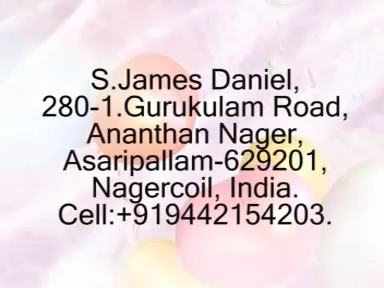 S.James Daniel,
280-1.Gurukulam Road,
Ananthan Nager,
Asaripallam-629201,
Nagercoil, India.
Cell:+919442154203.